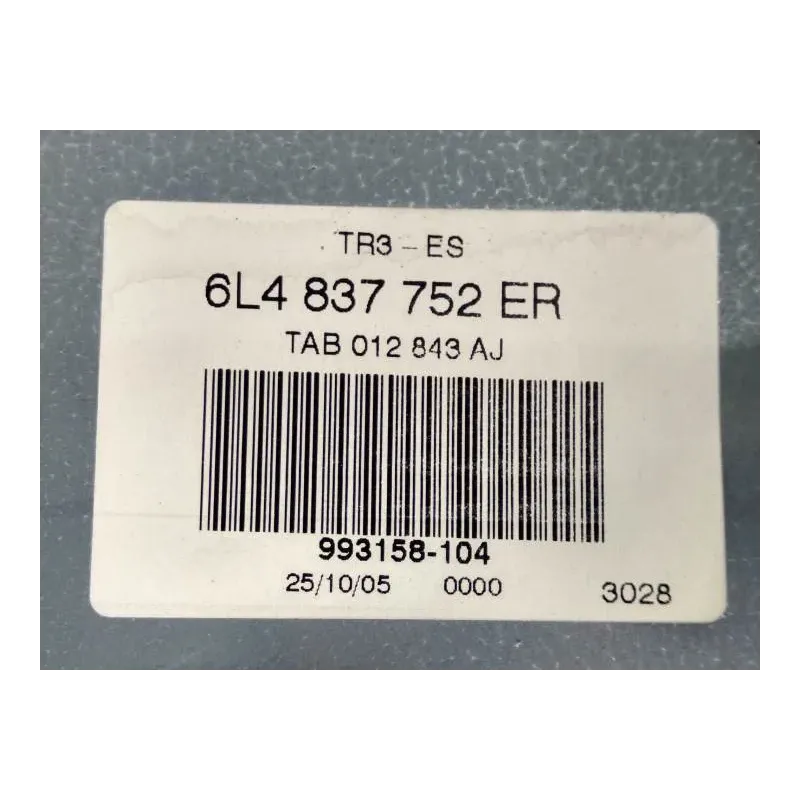 TR3 - ES
6L4 837 752 ER
TAB 012 843 AJ
993158-104
25/10/05 0000
3028